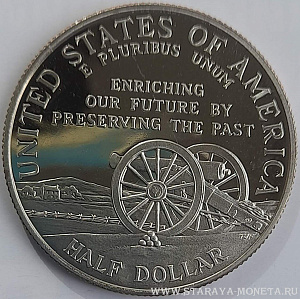 UNITED STATES OF AMERICA
E PLURIBUS UNUM
ENRICHING
OUR FUTURE BY
PRESERVING THE PAST
HALF DOLLAR
WWW.STARAYA-MONETA.RU